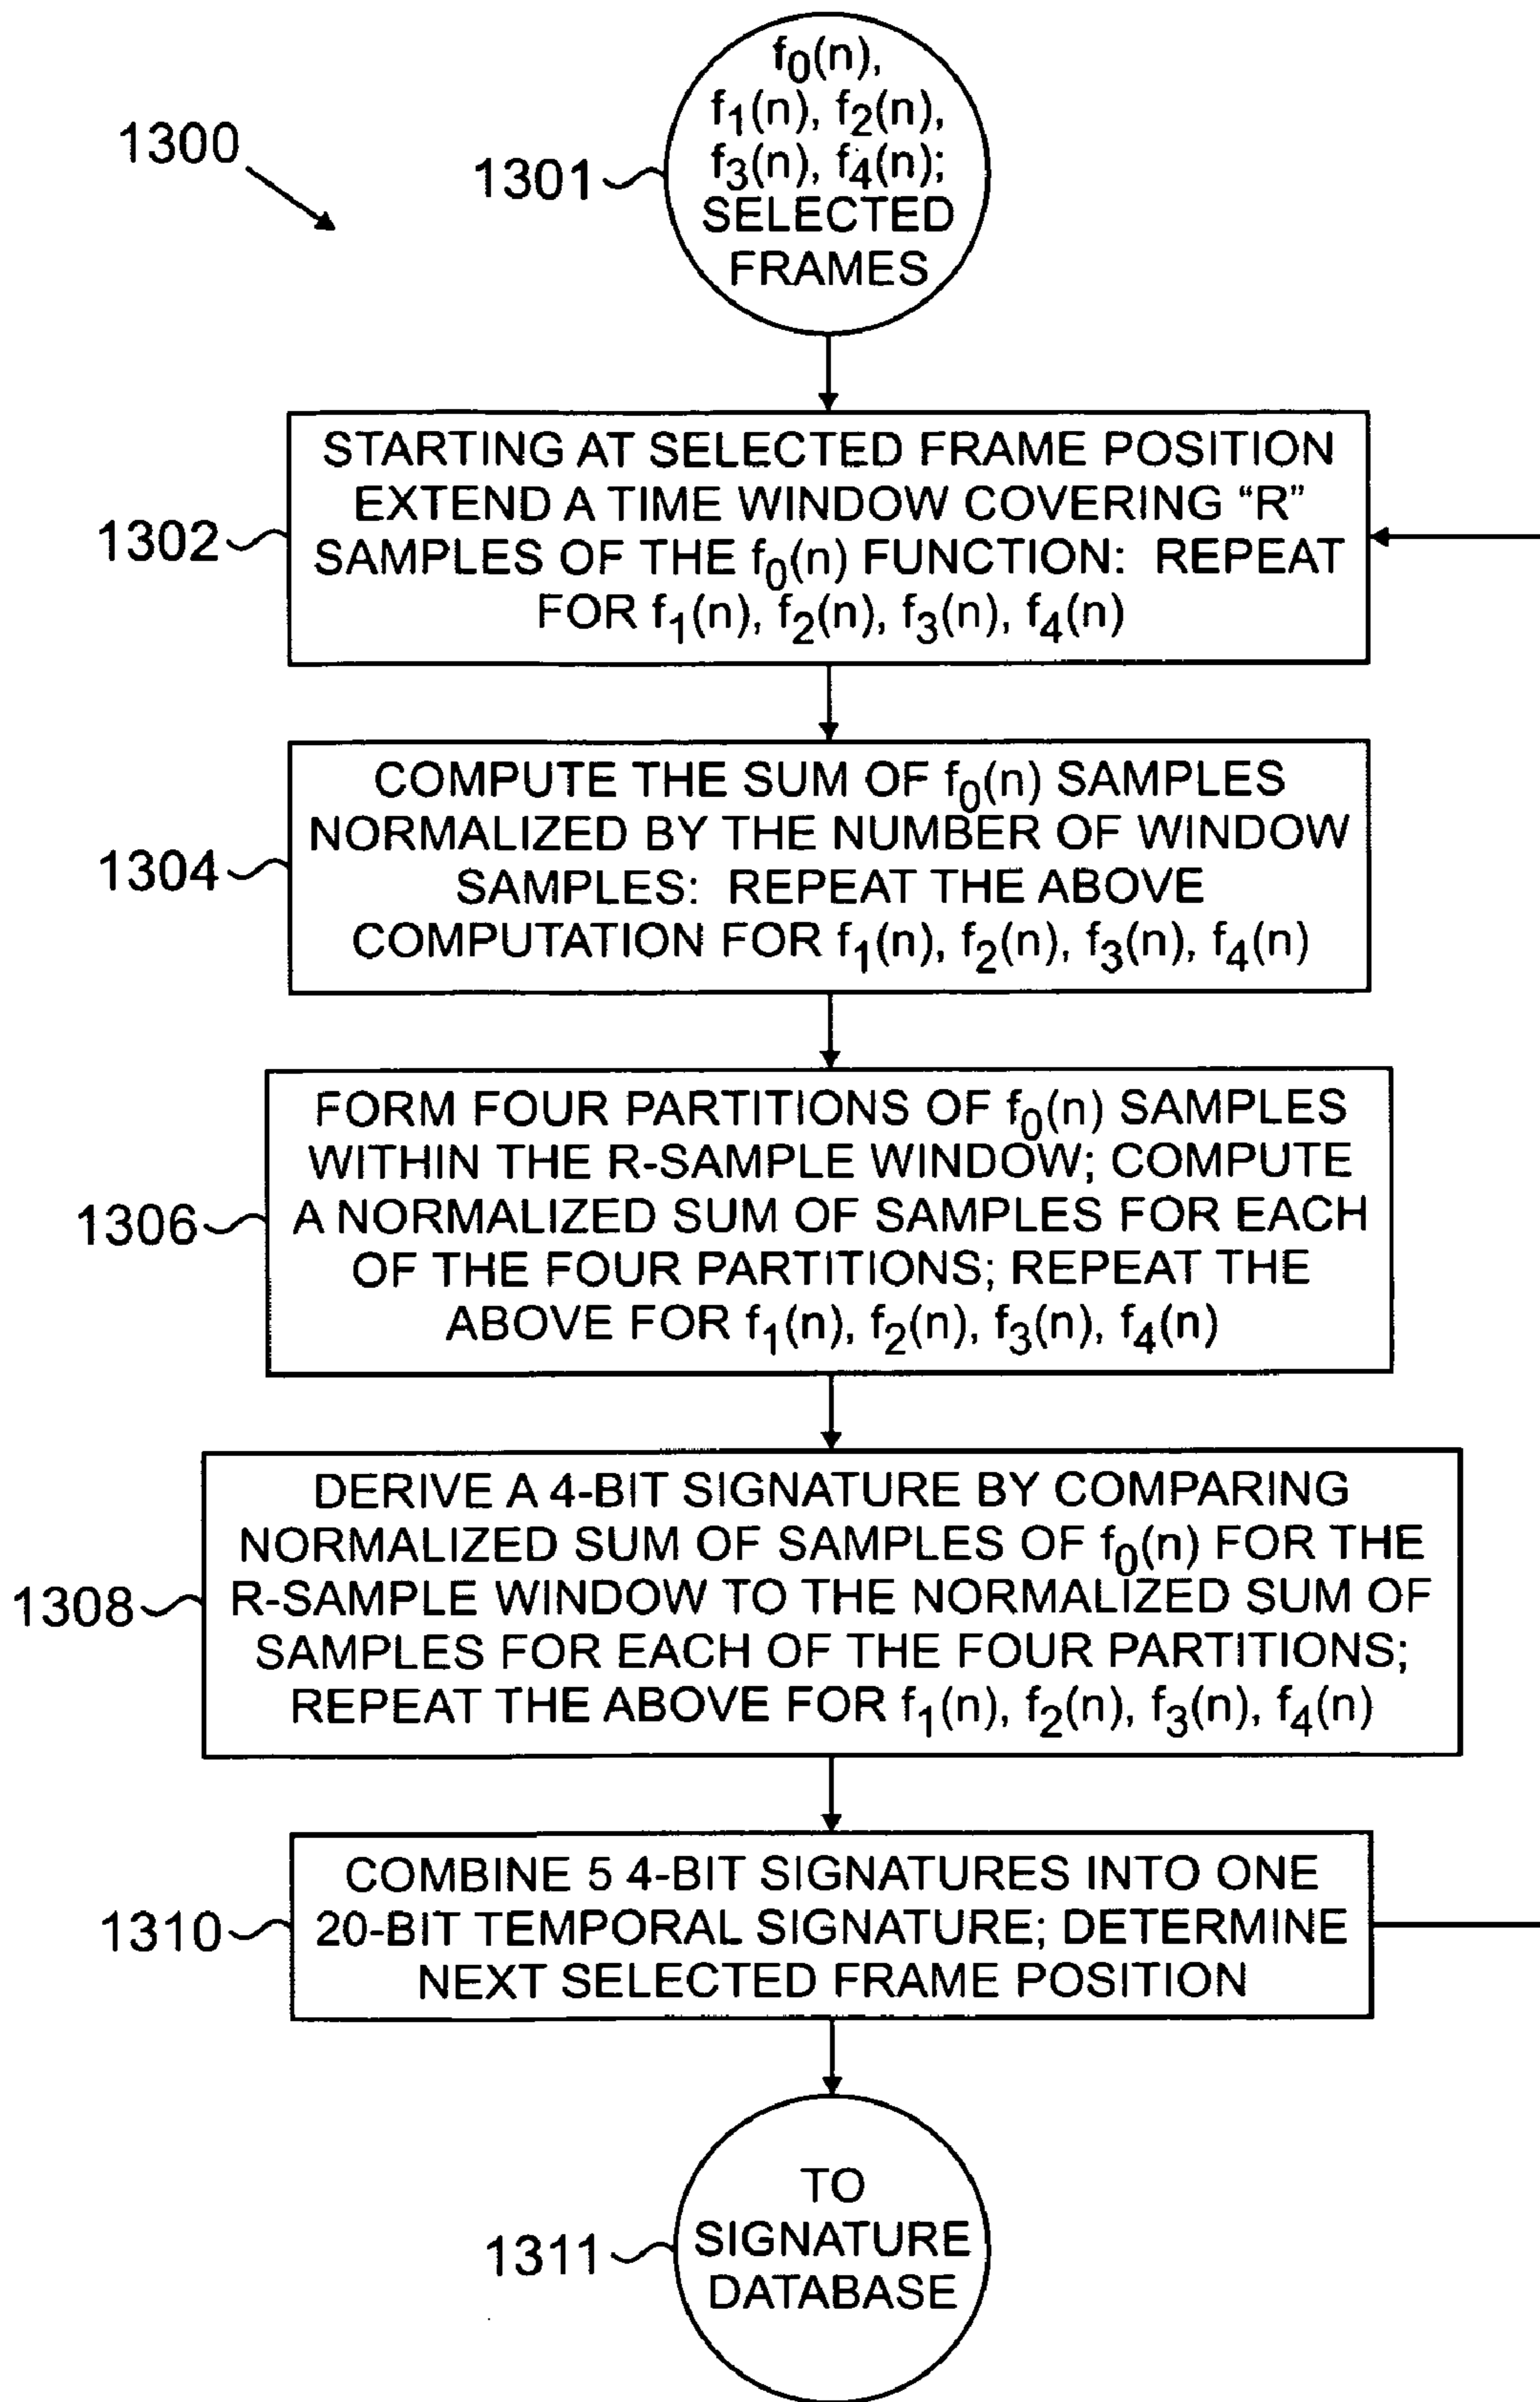 f₀(n),
f₁(n), f₂(n),
f₃(n), f₄(n);
SELECTED
FRAMES
1300
1301
STARTING AT SELECTED FRAME POSITION
EXTEND A TIME WINDOW COVERING “R”
SAMPLES OF THE f₀(n) FUNCTION: REPEAT
FOR f₁(n), f₂(n), f₃(n), f₄(n)
1302
COMPUTE THE SUM OF f₀(n) SAMPLES
NORMALIZED BY THE NUMBER OF WINDOW
SAMPLES: REPEAT THE ABOVE
COMPUTATION FOR f₁(n), f₂(n), f₃(n), f₄(n)
1304
FORM FOUR PARTITIONS OF f₀(n) SAMPLES
WITHIN THE R-SAMPLE WINDOW; COMPUTE
A NORMALIZED SUM OF SAMPLES FOR EACH
OF THE FOUR PARTITIONS; REPEAT THE
ABOVE FOR f₁(n), f₂(n), f₃(n), f₄(n)
1306
DERIVE A 4-BIT SIGNATURE BY COMPARING
NORMALIZED SUM OF SAMPLES OF f₀(n) FOR THE
R-SAMPLE WINDOW TO THE NORMALIZED SUM OF
SAMPLES FOR EACH OF THE FOUR PARTITIONS;
REPEAT THE ABOVE FOR f₁(n), f₂(n), f₃(n), f₄(n)
1308
COMBINE 5 4-BIT SIGNATURES INTO ONE
20-BIT TEMPORAL SIGNATURE; DETERMINE
NEXT SELECTED FRAME POSITION
1310
TO
SIGNATURE
DATABASE
1311